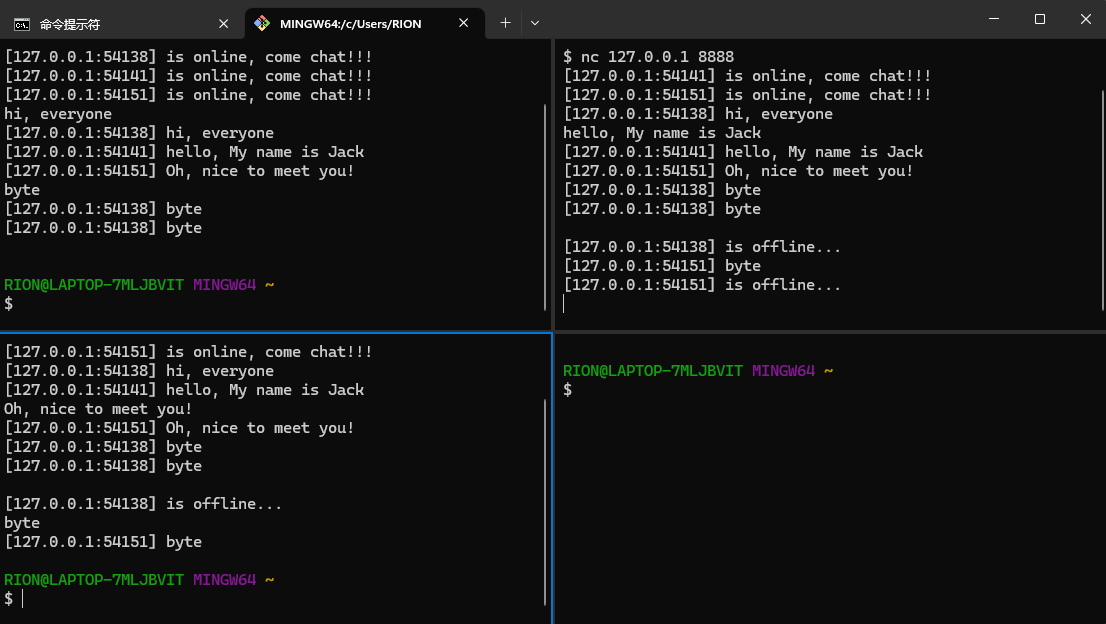 命令提示符
MINGW64:/c/Users/RION
[127.0.0.1:54138] is online, come chat!!!
[127.0.0.1:54141] is online, come chat!!!
[127.0.0.1:54151] is online, come chat!!!
hi, everyone
[127.0.0.1:54138] hi, everyone
[127.0.0.1:54141] hello, My name is Jack
[127.0.0.1:54151] Oh, nice to meet you!
byte
[127.0.0.1:54138] byte
[127.0.0.1:54138] byte
RION@LAPTOP-7MLJBVIT MINGW64 ~
$
$ nc 127.0.0.1 8888
[127.0.0.1:54141] is online, come chat!!!
[127.0.0.1:54151] is online, come chat!!!
[127.0.0.1:54138] hi, everyone
hello, My name is Jack
[127.0.0.1:54141] hello, My name is Jack
[127.0.0.1:54151] Oh, nice to meet you!
[127.0.0.1:54138] byte
[127.0.0.1:54138] byte
[127.0.0.1:54138] is offline...
[127.0.0.1:54151] byte
[127.0.0.1:54151] is offline...
[127.0.0.1:54151] is online, come chat!!!
[127.0.0.1:54138] hi, everyone
[127.0.0.1:54141] hello, My name is Jack
Oh, nice to meet you!
[127.0.0.1:54151] Oh, nice to meet you!
[127.0.0.1:54138] byte
[127.0.0.1:54138] byte
[127.0.0.1:54138] is offline...
byte
[127.0.0.1:54151] byte
RION@LAPTOP-7MLJBVIT MINGW64 ~
$
RION@LAPTOP-7MLJBVIT MINGW64 ~
$